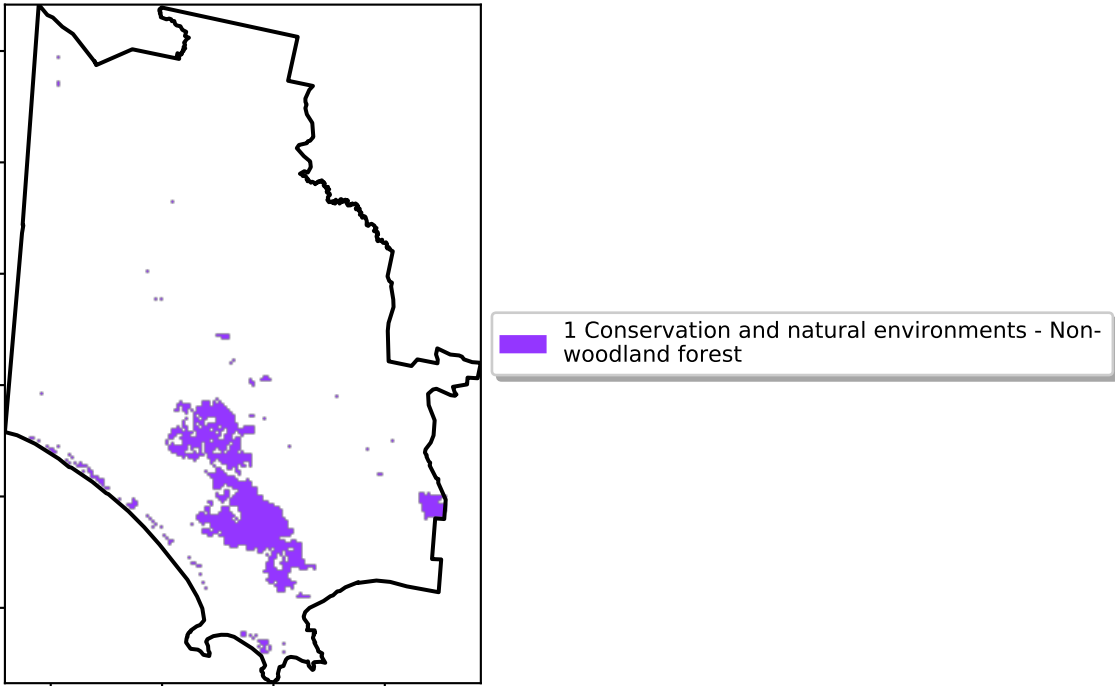 1 Conservation and natural environments - Non-
woodland forest